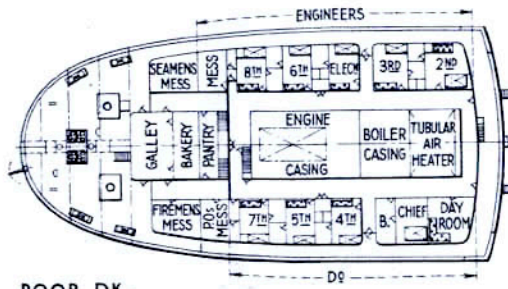 ENGINEERS
SEAMENS MESS
MESS
8TH
6TH
ELECN
3RD
2ND
GALLEY
BAKERY
PANTRY
ENGINE CASING
BOILER CASING
TUBULAR AIR HEATER
FIREMENS MESS
P.O's MESS
7TH
5TH
4TH
B.
CHIEF
DAY ROOM
DO
POOP DK